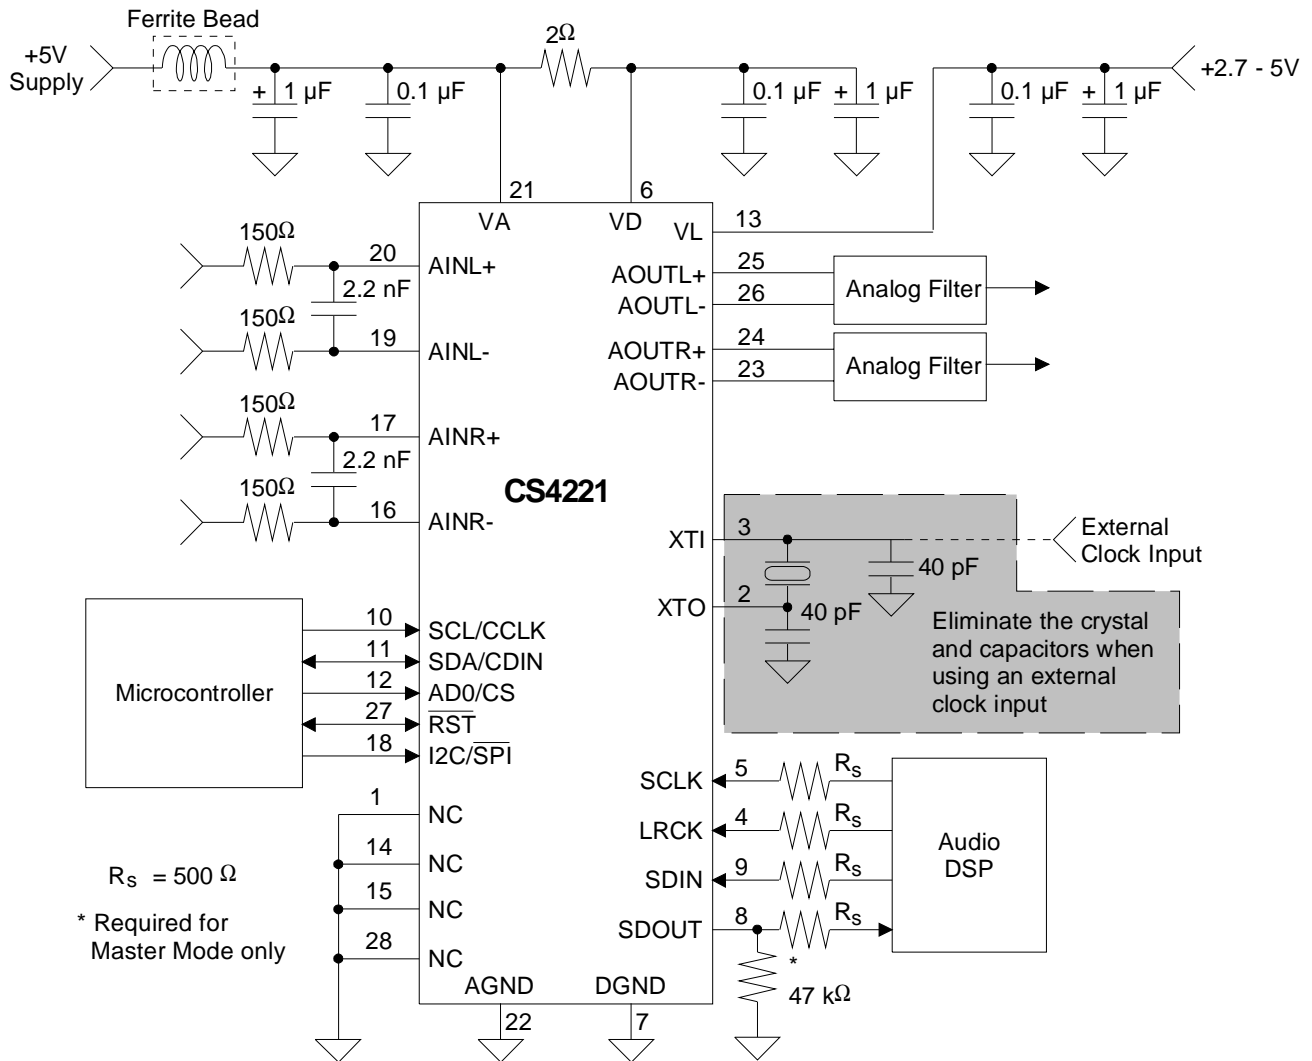 Ferrite Bead
+5V
Supply
2Ω
+ 1 µF
0.1 µF
0.1 µF
+ 1 µF
0.1 µF
+ 1 µF
+2.7 - 5V
21
6
VA
VD
VL
13
150Ω
20
AINL+
2.2 nF
150Ω
19
AINL-
150Ω
17
AINR+
2.2 nF
150Ω
16
AINR-
AOUTL+
25
AOUTL-
26
Analog Filter
AOUTR+
24
AOUTR-
23
Analog Filter
CS4221
XTI
3
External
Clock Input
40 pF
XTO
2
40 pF
Eliminate the crystal
and capacitors when
using an external
clock input
Microcontroller
10
SCL/CCLK
11
SDA/CDIN
12
AD0/CS
27
RST
18
I2C/SPI
1
NC
14
NC
15
NC
28
NC
SCLK
5
Rs
LRCK
4
Rs
SDIN
9
Rs
SDOUT
8
Rs
Audio
DSP
*
47 kΩ
Rs = 500 Ω
* Required for
Master Mode only
AGND
DGND
22
7